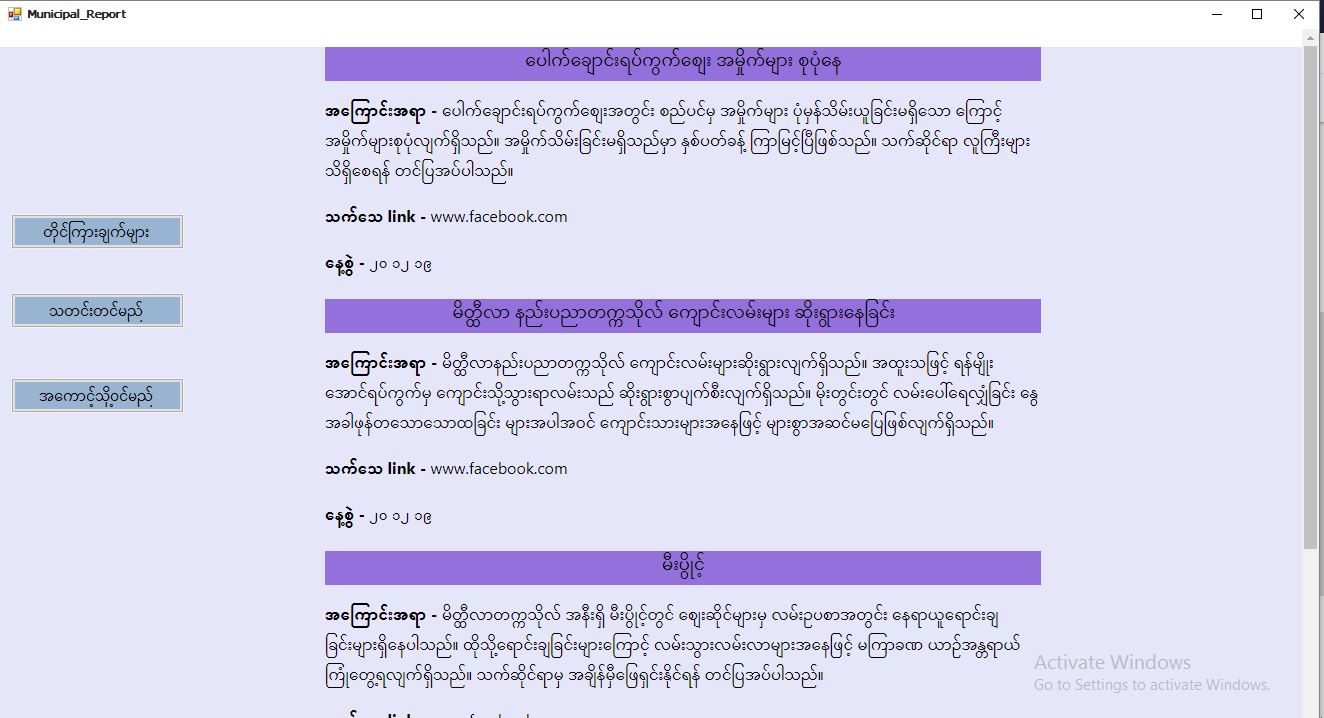 Municipal_Report
ပေါက်ချောင်းရပ်ကွက်ဈေး အမှိုက်များ စုပုံနေ
အကြောင်းအရာ - ပေါက်ချောင်းရပ်ကွက်ဈေးအတွင်း စည်ပင်မှ အမှိုက်များ ပုံမှန်သိမ်းယူခြင်းမရှိသော ကြောင့်
အမှိုက်များစုပုံလျက်ရှိသည်။ အမှိုက်သိမ်းခြင်းမရှိသည်မှာ နှစ်ပတ်ခန့် ကြာမြင့်ပြီဖြစ်သည်။ သက်ဆိုင်ရာ လူကြီးများ
သိရှိစေရန် တင်ပြအပ်ပါသည်။
သက်သေ link - www.facebook.com
နေ့စွဲ - ၂၀ ၁၂ ၁၉
တိုင်ကြားချက်များ
သတင်းတင်မည်
အကောင့်သို့ဝင်မည်
မိတ္ထီလာ နည်းပညာတက္ကသိုလ် ကျောင်းလမ်းများ ဆိုးရွားနေခြင်း
အကြောင်းအရာ - မိတ္ထီလာနည်းပညာတက္ကသိုလ် ကျောင်းလမ်းများဆိုးရွားလျက်ရှိသည်။ အထူးသဖြင့် ရန်မျိုး
အောင်ရပ်ကွက်မှ ကျောင်းသို့သွားရာလမ်းသည် ဆိုးရွားစွာပျက်စီးလျက်ရှိသည်။ မိုးတွင်းတွင် လမ်းပေါ်ရေလျှံခြင်း နွေ
အခါဖုန်တသောသောထခြင်း များအပါအဝင် ကျောင်းသားများအနေဖြင့် များစွာအဆင်မပြေဖြစ်လျက်ရှိသည်။
သက်သေ link - www.facebook.com
နေ့စွဲ - ၂၀ ၁၂ ၁၉
မီးပွိုင့်
အကြောင်းအရာ - မိတ္ထီလာတက္ကသိုလ် အနီးရှိ မီးပွိုင့်တွင် ဈေးဆိုင်များမှ လမ်းဥပစာအတွင်း နေရာယူရောင်းချ
ခြင်းများရှိနေပါသည်။ ထိုသို့ရောင်းချခြင်းများကြောင့် လမ်းသွားလမ်းလာများအနေဖြင့် မကြာခဏ ယာဉ်အန္တရာယ်
ကြုံတွေ့ရလျက်ရှိသည်။ သက်ဆိုင်ရာမှ အချိန်မှီဖြေရှင်းနိုင်ရန် တင်ပြအပ်ပါသည်။
Activate Windows
Go to Settings to activate Windows.